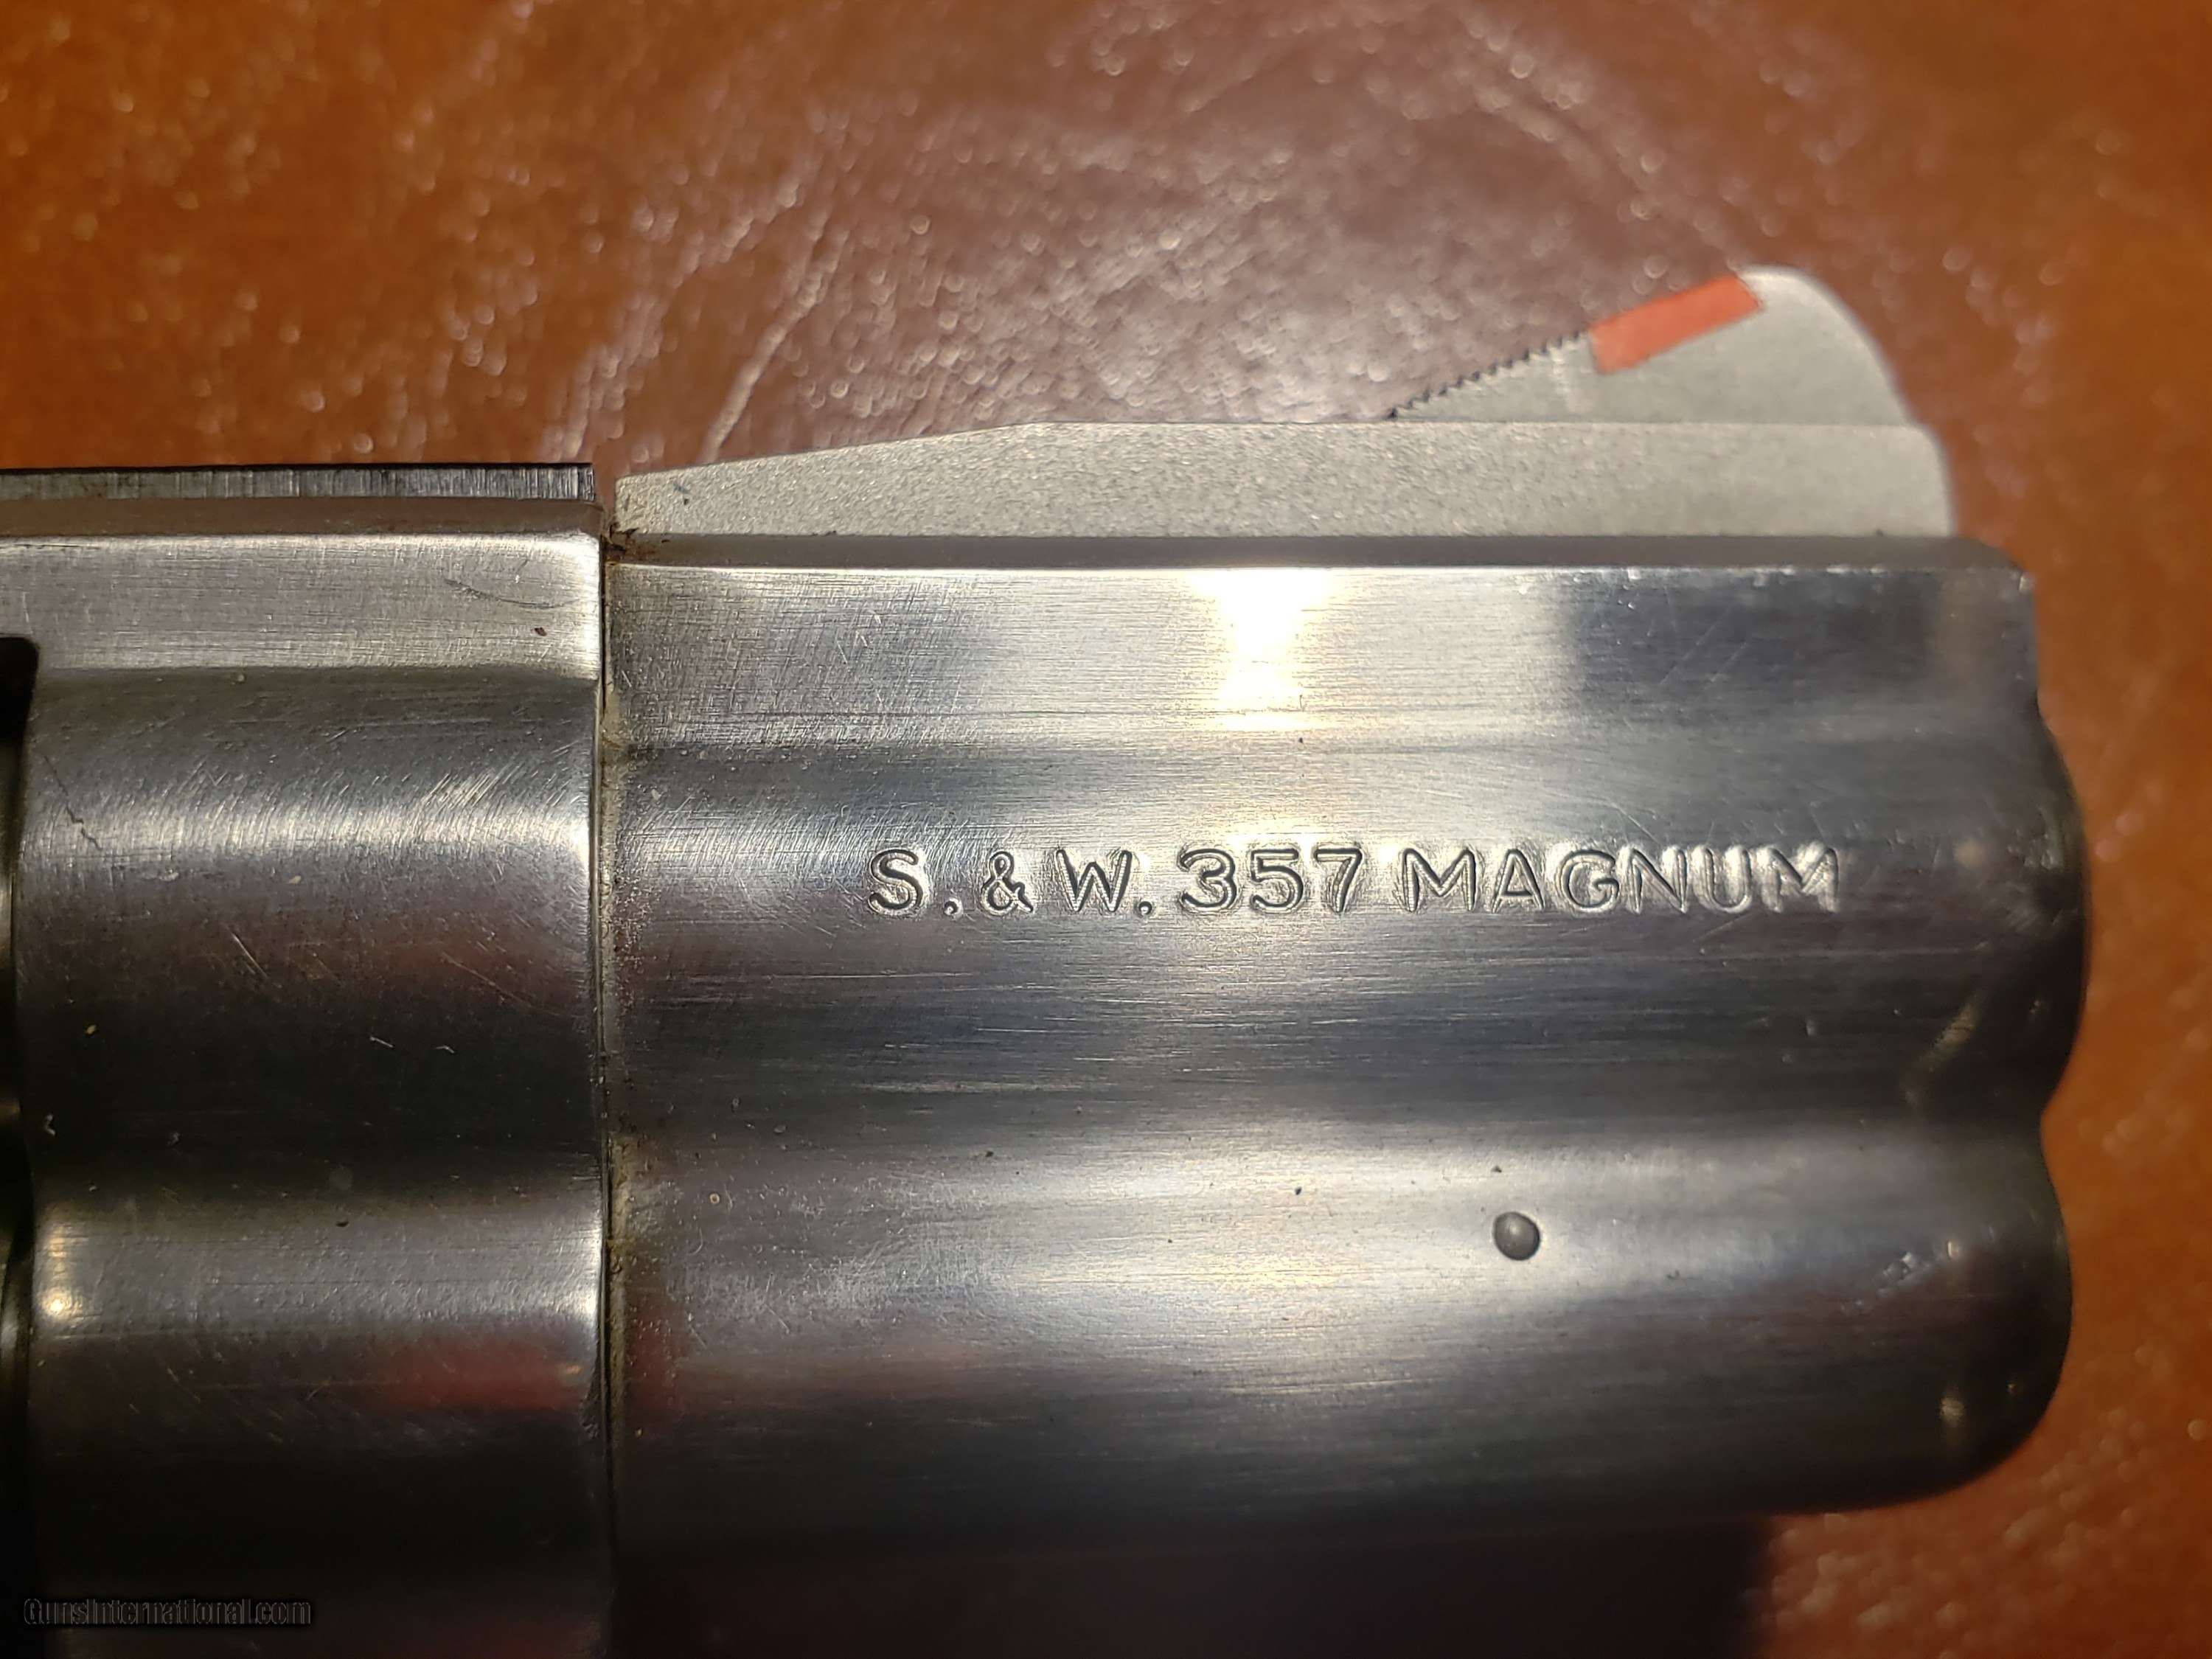 S. & W. 357 MAGNUM
GunsInternational.com